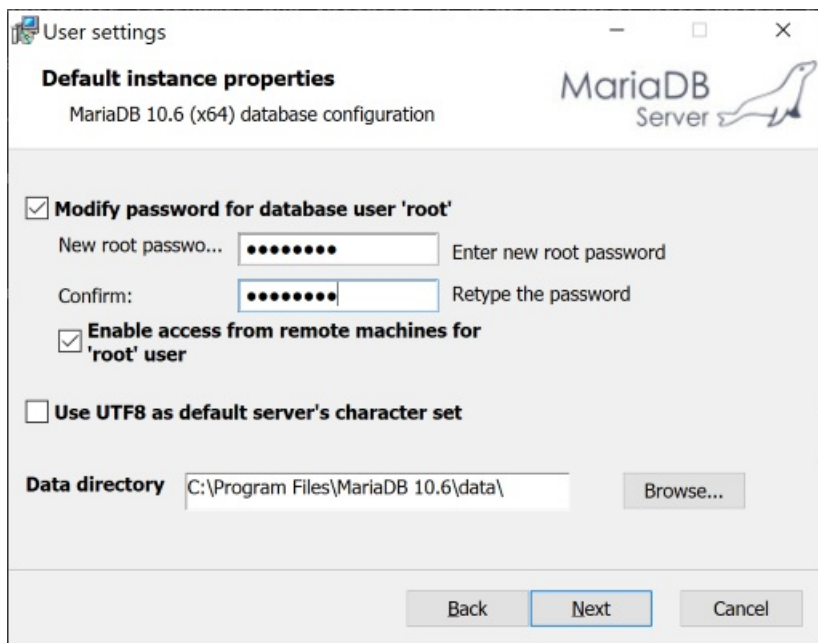 User settings
Default instance properties
MariaDB 10.6 (x64) database configuration
MariaDB
Server
Modify password for database user 'root'
New root passwo... ●●●●●●●● Enter new root password
Confirm: ●●●●●●●● Retype the password
Enable access from remote machines for
'root' user
Use UTF8 as default server's character set
Data directory C:\Program Files\MariaDB 10.6\data\ Browse...
Back Next Cancel